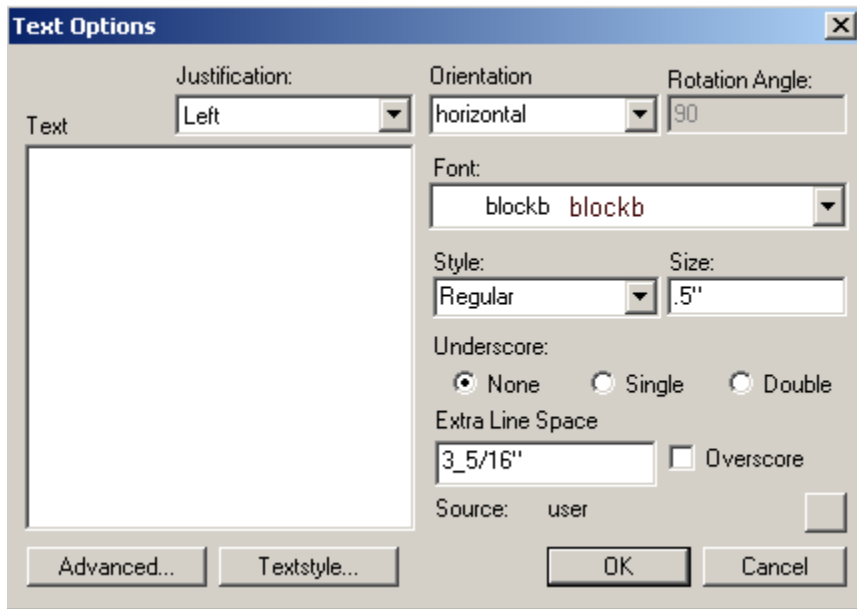 Text Options
Justification: Orientation Rotation Angle:
Text Left horizontal 90
Font:
blockb blockb
Style: Size:
Regular .5"
Underscore:
None Single Double
Extra Line Space
3_5/16" Overscore
Source: user
Advanced... Textstyle... OK Cancel